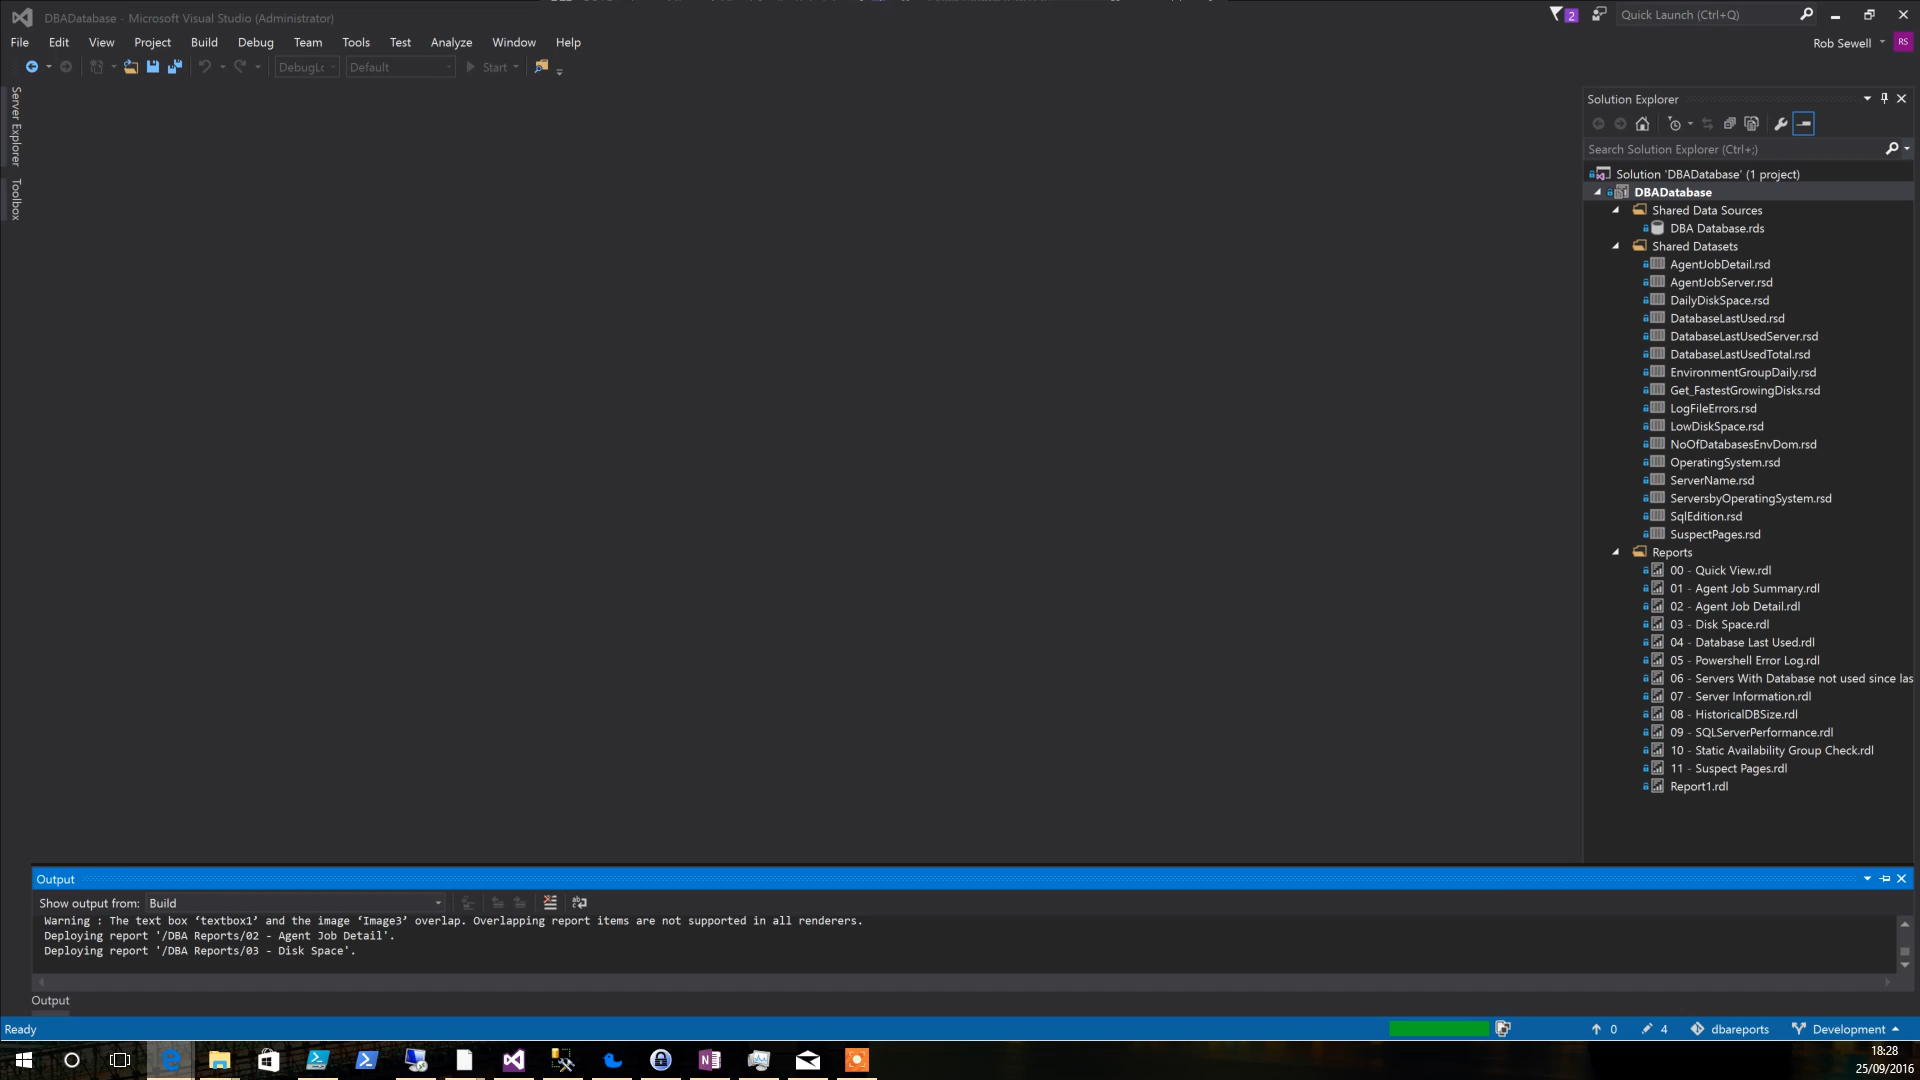 DBADatabase - Microsoft Visual Studio (Administrator)
2
Quick Launch (Ctrl+Q)
File Edit View Project Build Debug Team Tools Test Analyze Window Help
Rob Sewell
RS
Default
Start
Server Explorer
Toolbox
Solution Explorer
Search Solution Explorer (Ctrl+;)
Solution 'DBADatabase' (1 project)
DBADatabase
Shared Data Sources
DBA Database.rds
Shared Datasets
AgentJobDetail.rsd
AgentJobServer.rsd
DailyDiskSpace.rsd
DatabaseLastUsed.rsd
DatabaseLastUsedServer.rsd
DatabaseLastUsedTotal.rsd
EnvironmentGroupDaily.rsd
Get_FastestGrowingDisks.rsd
LogFileErrors.rsd
LowDiskSpace.rsd
NoOfDatabasesEnvDom.rsd
OperatingSystem.rsd
ServerName.rsd
ServersbyOperatingSystem.rsd
SqlEdition.rsd
SuspectPages.rsd
Reports
00 - Quick View.rdl
01 - Agent Job Summary.rdl
02 - Agent Job Detail.rdl
03 - Disk Space.rdl
04 - Database Last Used.rdl
05 - Powershell Error Log.rdl
06 - Servers With Database not used since las
07 - Server Information.rdl
08 - HistoricalDBSize.rdl
09 - SQLServerPerformance.rdl
10 - Static Availability Group Check.rdl
11 - Suspect Pages.rdl
Report1.rdl
Output
Show output from: Build
Warning : The text box ‘textbox1’ and the image ‘Image3’ overlap. Overlapping report items are not supported in all renderers.
Deploying report '/DBA Reports/02 - Agent Job Detail'.
Deploying report '/DBA Reports/03 - Disk Space'.
Output
Ready
0 4 dbareports Development
18:28
25/09/2016